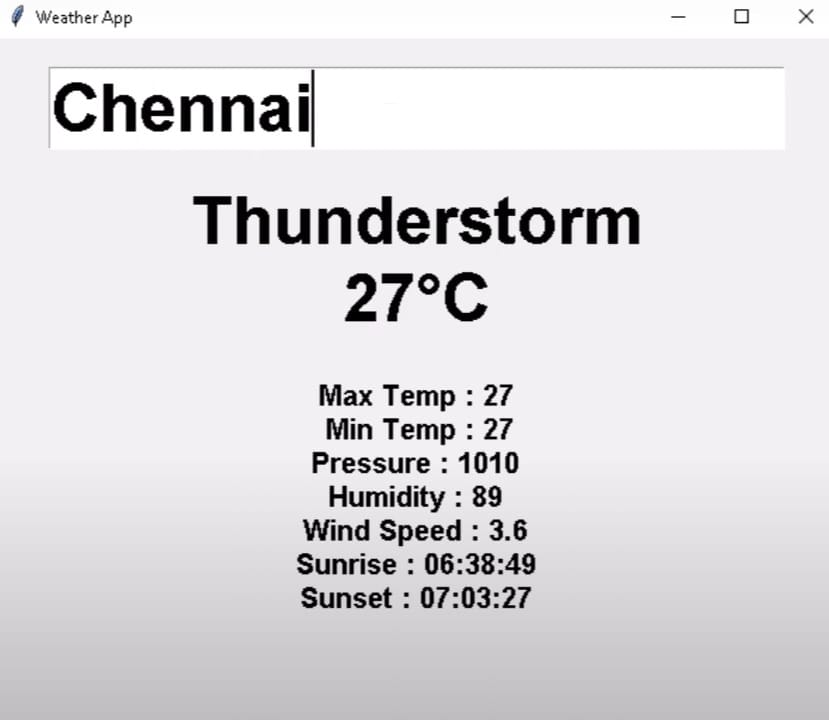 Weather App
Chennai
Thunderstorm
27°C
Max Temp : 27
Min Temp : 27
Pressure : 1010
Humidity : 89
Wind Speed : 3.6
Sunrise : 06:38:49
Sunset : 07:03:27